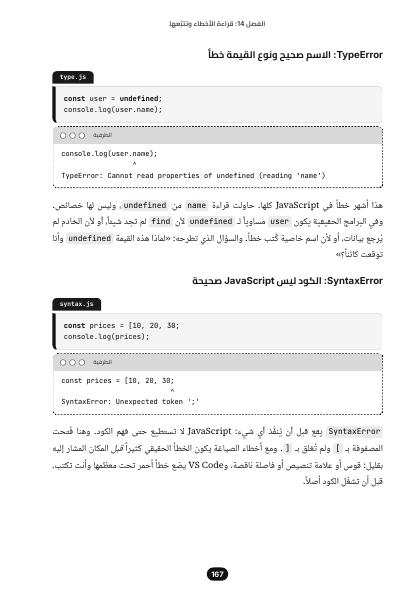 الفصل 14: قراءة الأخطاء وتتبّعها
TypeError: الاسم صحيح ونوع القيمة خطأ
type.js
const user = undefined;
console.log(user.name);
الطرفية
console.log(user.name);
^
TypeError: Cannot read properties of undefined (reading 'name')
هذا أشهر خطأ في JavaScript كلها. حاولت قراءة name من undefined، وليس لها خصائص.
وفي البرامج الحقيقية يكون user مساوياً لـ undefined لأن find لم تجد شيئاً، أو لأن الخادم لم
يُرجع بيانات، أو لأن اسم خاصية كُتب خطأ. والسؤال الذي تطرحه: «لماذا هذه القيمة undefined وأنا
توقعت كائناً؟»
SyntaxError: الكود ليس JavaScript صحيحة
syntax.js
const prices = [10, 20, 30;
console.log(prices);
الطرفية
const prices = [10, 20, 30;
^
SyntaxError: Unexpected token ';'
SyntaxError يقع قبل أن يُنفَّذ أي شيء: JavaScript لا تستطيع حتى فهم الكود. وهنا فُتحت
المصفوفة بـ [ ولم تُغلق بـ ]. ومع أخطاء الصياغة يكون الخطأ الحقيقي كثيراً قبل المكان المشار إليه
بقليل: قوس أو علامة تنصيص أو فاصلة ناقصة. وVS Code يضع خطاً أحمر تحت معظمها وأنت تكتب،
قبل أن تشغّل الكود أصلاً.
167